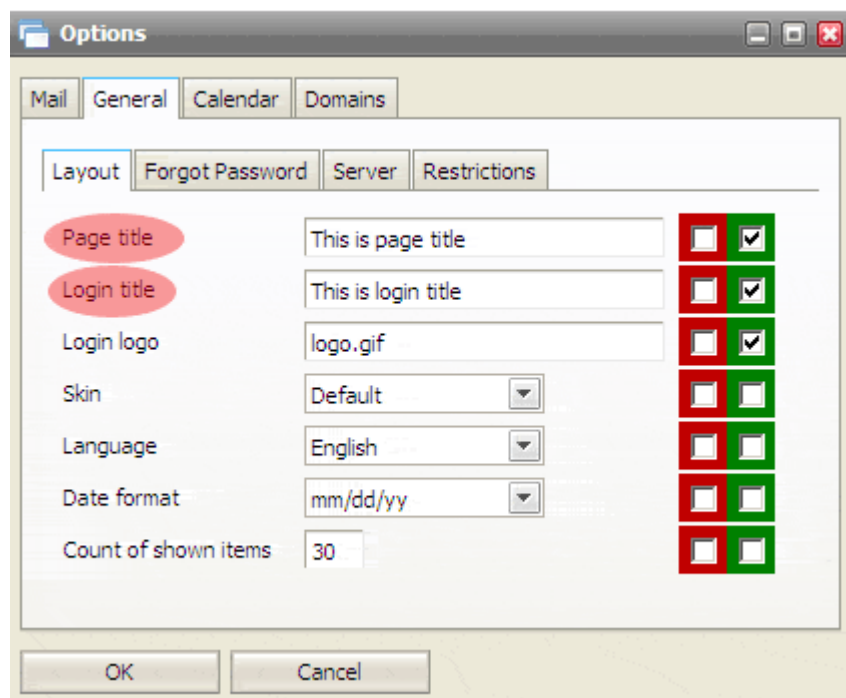 Options
Mail General Calendar Domains
Layout Forgot Password Server Restrictions
Page title This is page title
Login title This is login title
Login logo logo.gif
Skin Default
Language English
Date format mm/dd/yy
Count of shown items 30
OK Cancel